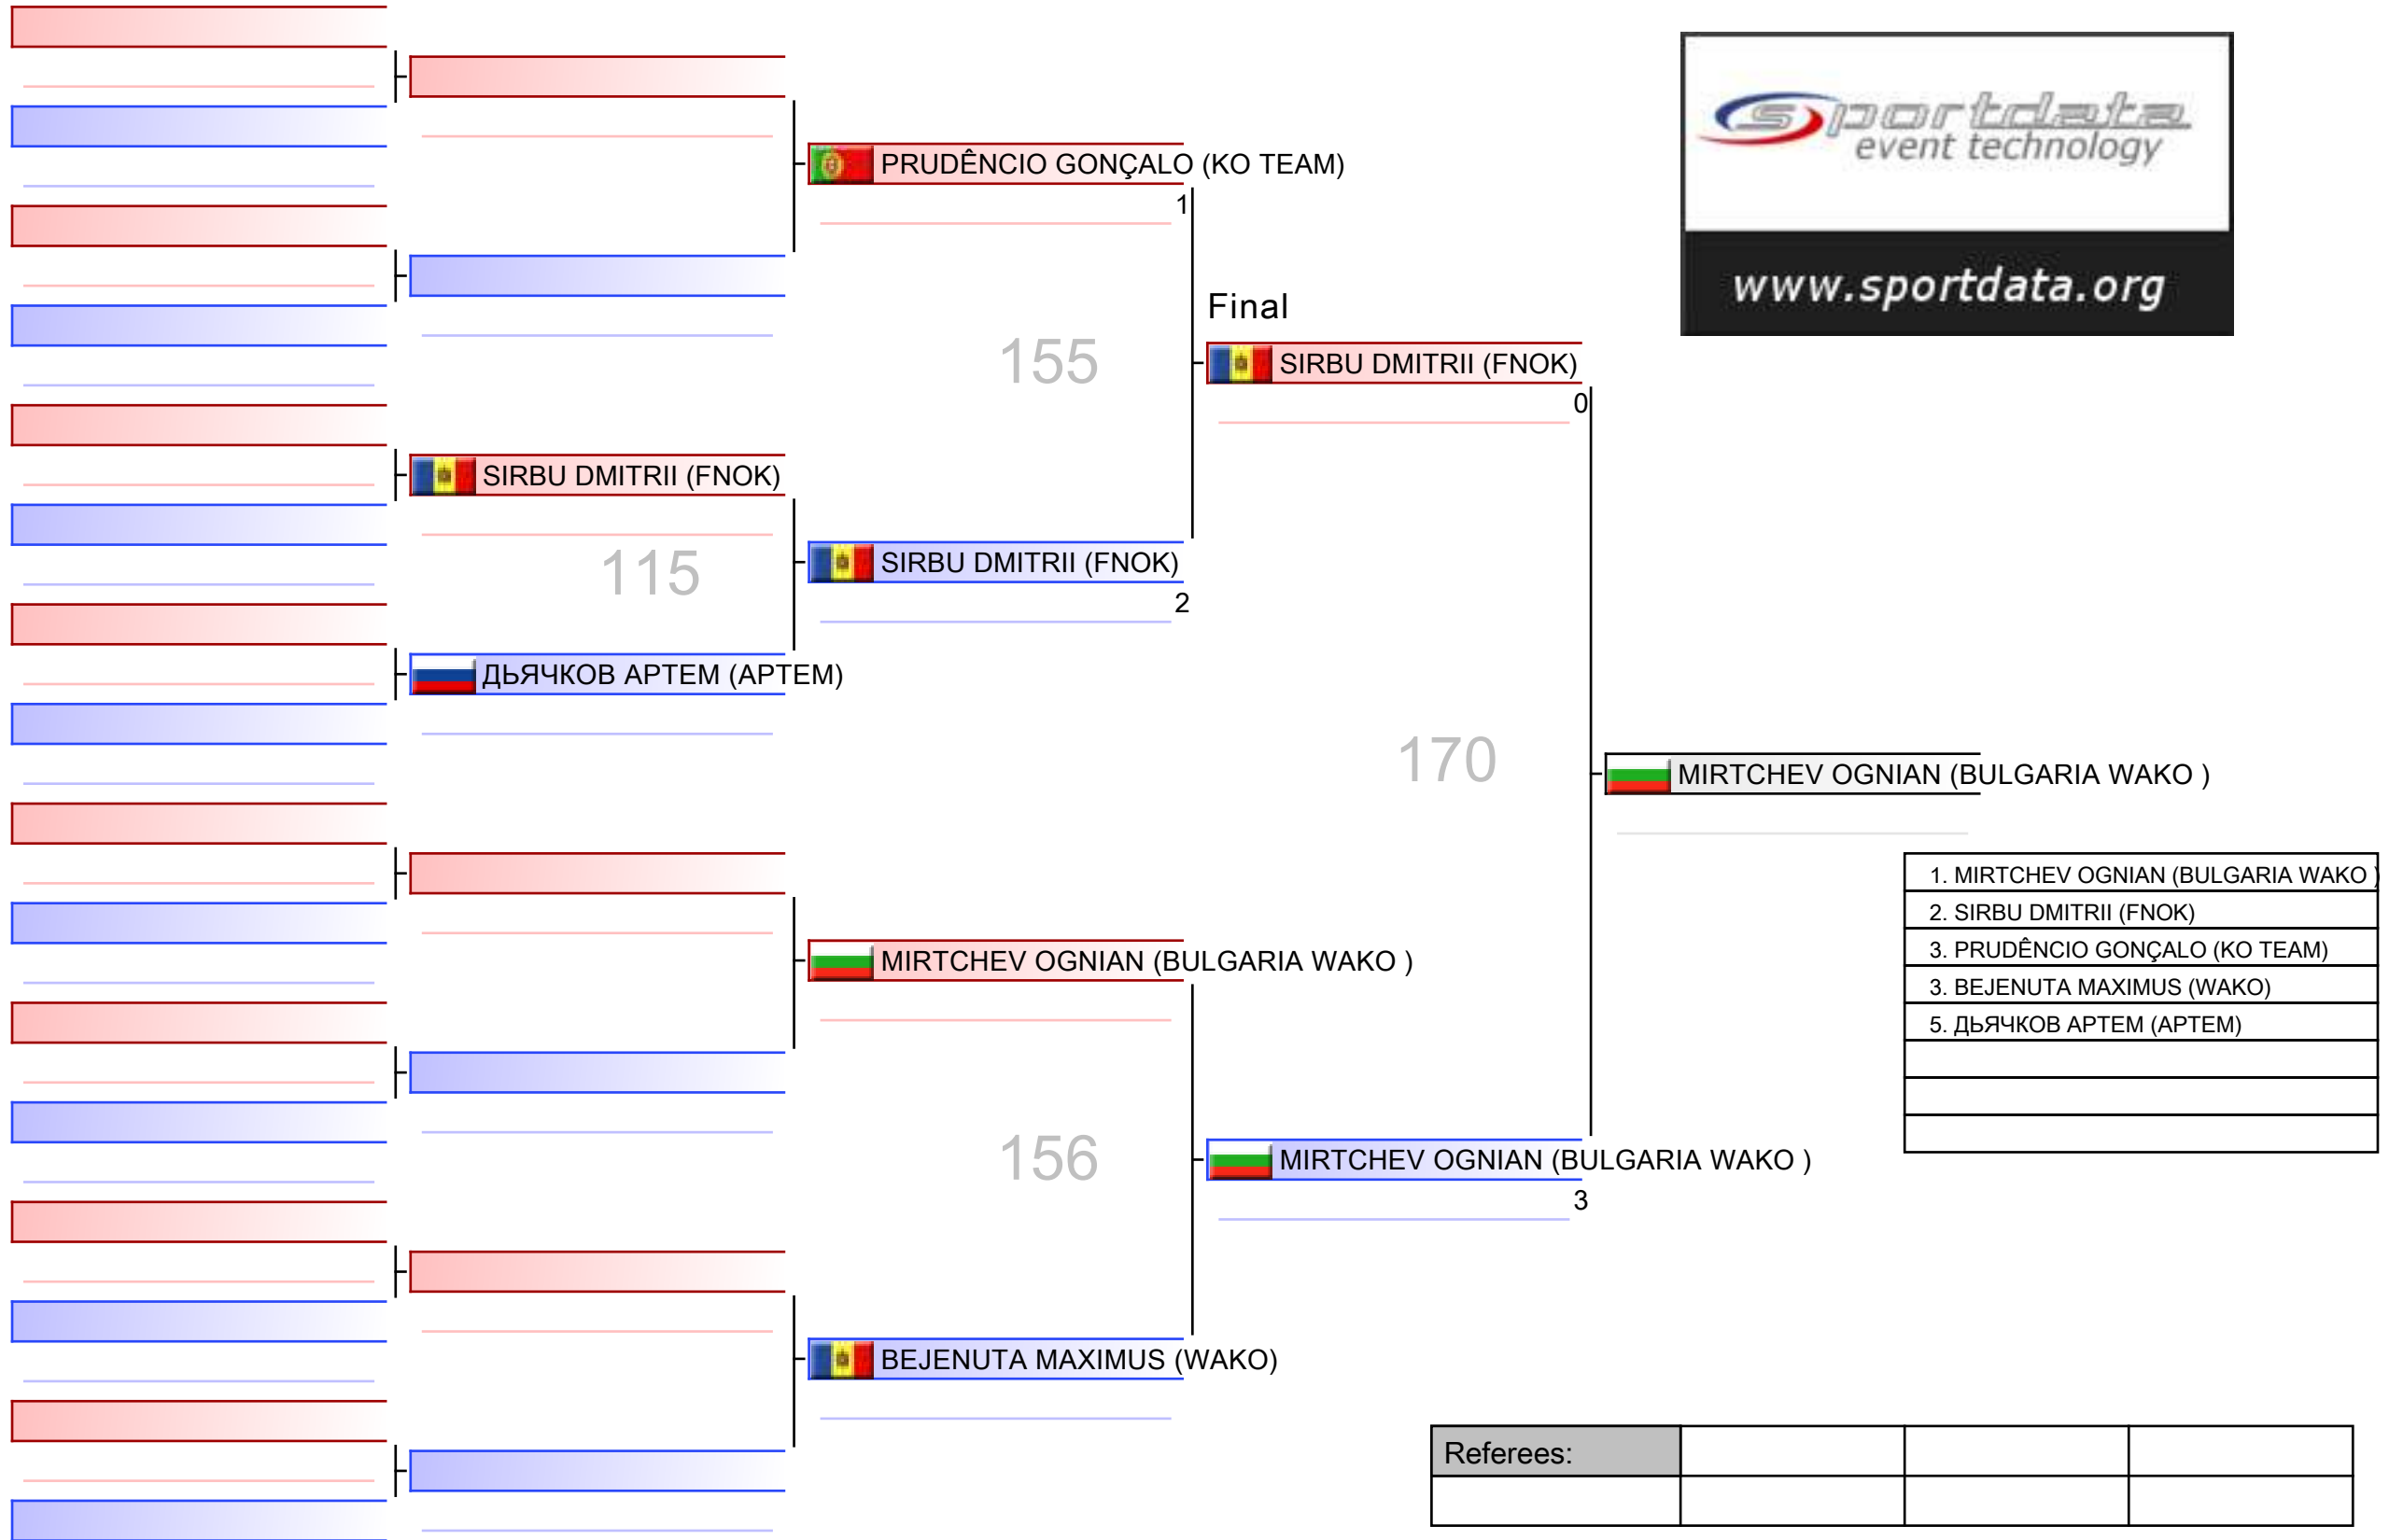 sportdata
event technology
www.sportdata.org
PRUDÊNCIO GONÇALO (KO TEAM)
1
Final
155
SIRBU DMITRII (FNOK)
0
SIRBU DMITRII (FNOK)
115
SIRBU DMITRII (FNOK)
2
ДЬЯЧКОВ АРТЕМ (АРТЕМ)
170
MIRTCHEV OGNIAN (BULGARIA WAKO )
1. MIRTCHEV OGNIAN (BULGARIA WAKO )
2. SIRBU DMITRII (FNOK)
3. PRUDÊNCIO GONÇALO (KO TEAM)
3. BEJENUTA MAXIMUS (WAKO)
5. ДЬЯЧКОВ АРТЕМ (АРТЕМ)
MIRTCHEV OGNIAN (BULGARIA WAKO )
156
MIRTCHEV OGNIAN (BULGARIA WAKO )
3
BEJENUTA MAXIMUS (WAKO)
Referees: